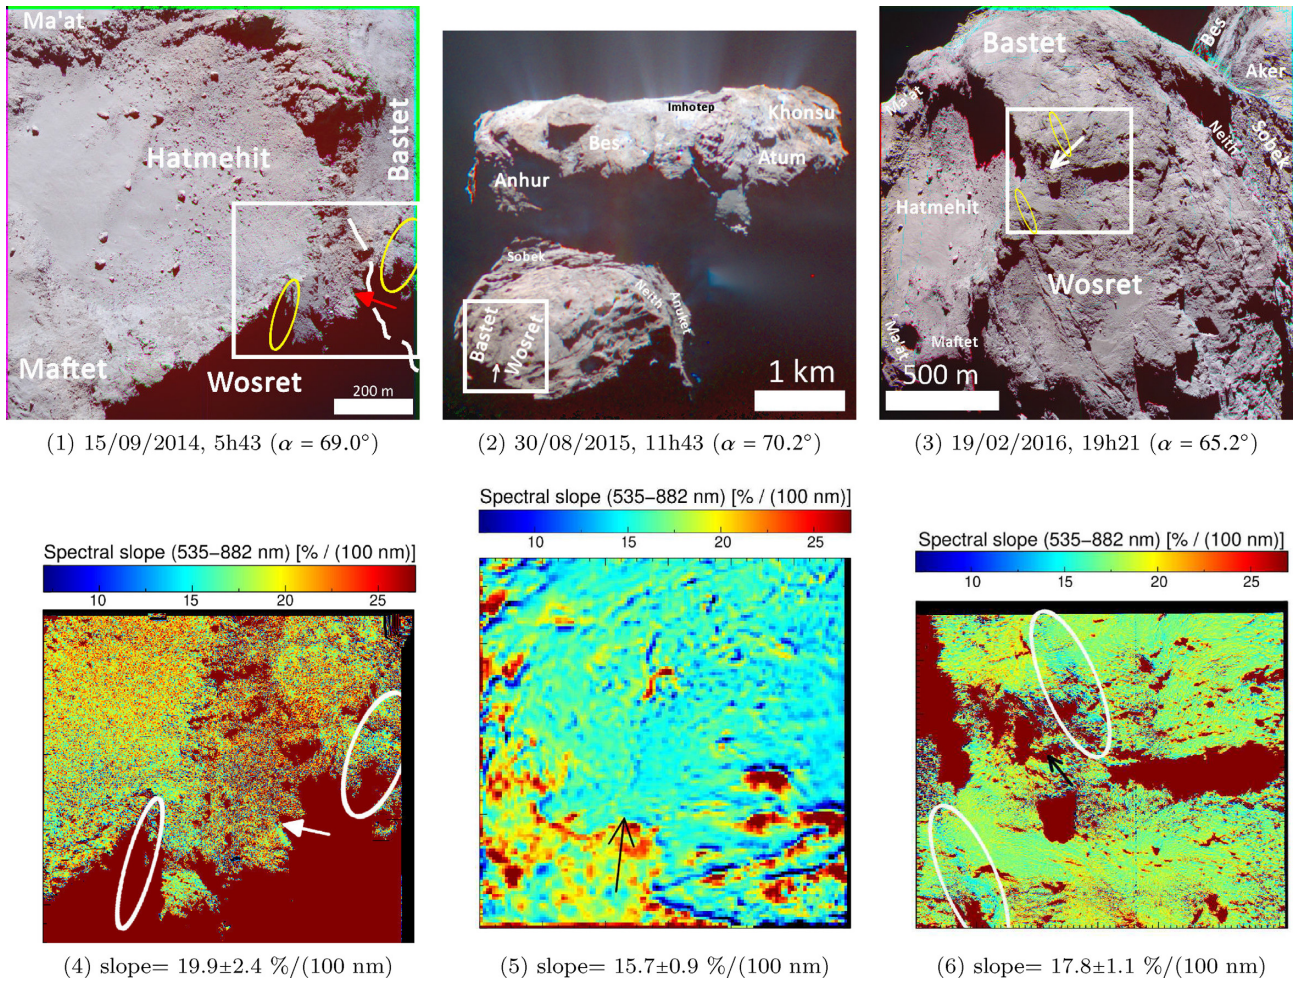 Ma'at
Hatmehit
Bastet
Maftet
Wosret
200 m
(1) 15/09/2014, 5h43 (α = 69.0°)
Imhotep
Khonsu
Bes
Atum
Anhur
Sobek
Neith
Anuket
Bastet
Wosret
1 km
(2) 30/08/2015, 11h43 (α = 70.2°)
Bastet
Bes
Aker
Ma'at
Neith
Sobek
Hatmehit
Wosret
Ma'at
Maftet
500 m
(3) 19/02/2016, 19h21 (α = 65.2°)
Spectral slope (535–882 nm) [% / (100 nm)]
10 15 20 25
(4) slope= 19.9±2.4 %/(100 nm)
Spectral slope (535–882 nm) [% / (100 nm)]
10 15 20 25
(5) slope= 15.7±0.9 %/(100 nm)
Spectral slope (535–882 nm) [% / (100 nm)]
10 15 20 25
(6) slope= 17.8±1.1 %/(100 nm)